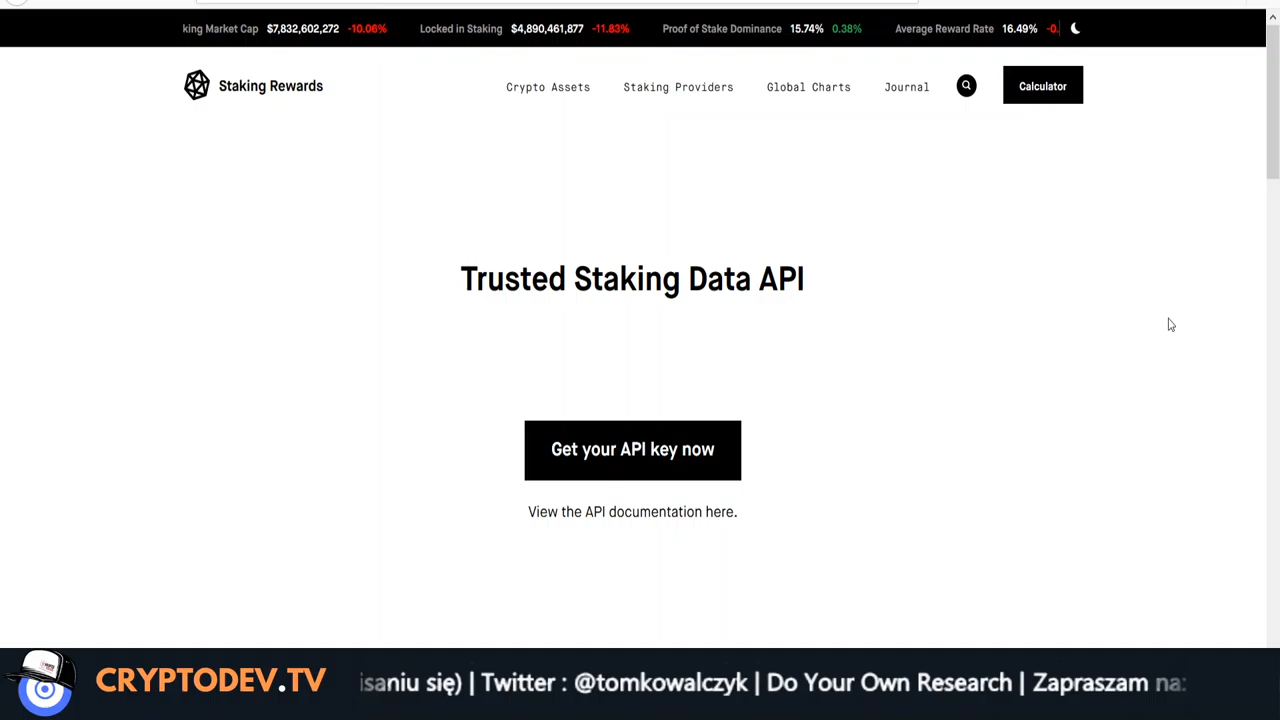 king Market Cap $7,832,602,272 -10.06% Locked in Staking $4,890,461,877 -11.83% Proof of Stake Dominance 15.74% 0.38% Average Reward Rate 16.49% -0.
Staking Rewards Crypto Assets Staking Providers Global Charts Journal Calculator
Trusted Staking Data API
Get your API key now
View the API documentation here.
CRYPTODEV.TV isaniu się) | Twitter : @tomkowalczyk | Do Your Own Research | Zapraszam na: